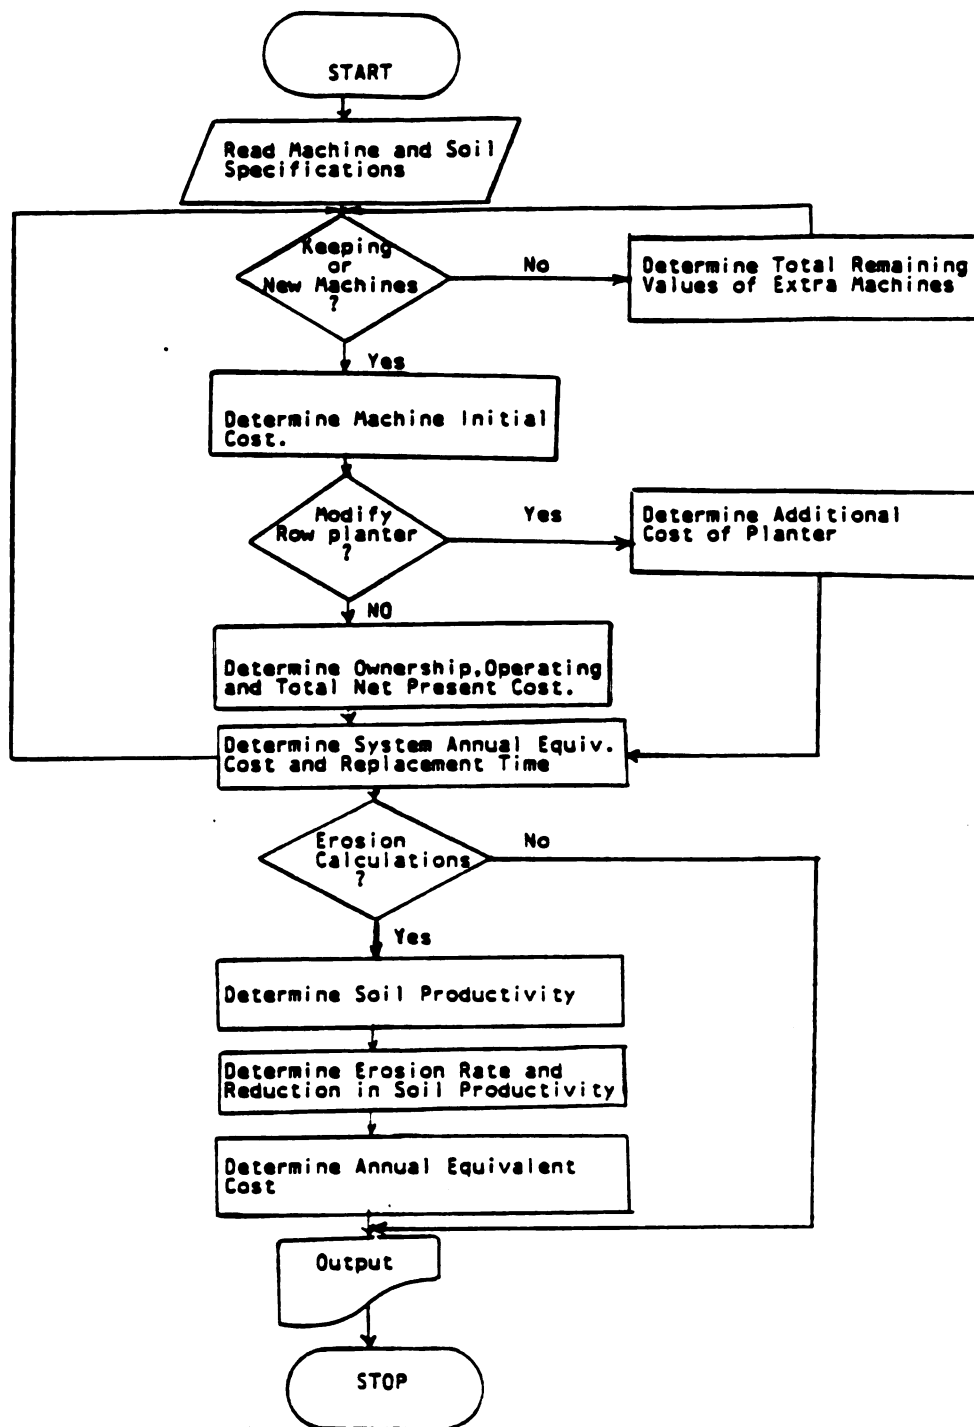 START
Read Machine and Soil
Specifications
Keeping
or
New Machines
?
No
Determine Total Remaining
Values of Extra Machines
Yes
Determine Machine Initial
Cost.
Modify
Row planter
?
Yes
Determine Additional
Cost of Planter
NO
Determine Ownership,Operating
and Total Net Present Cost.
Determine System Annual Equiv.
Cost and Replacement Time
Erosion
Calculations
?
No
Yes
Determine Soil Productivity
Determine Erosion Rate and
Reduction in Soil Productivity
Determine Annual Equivalent
Cost
Output
STOP